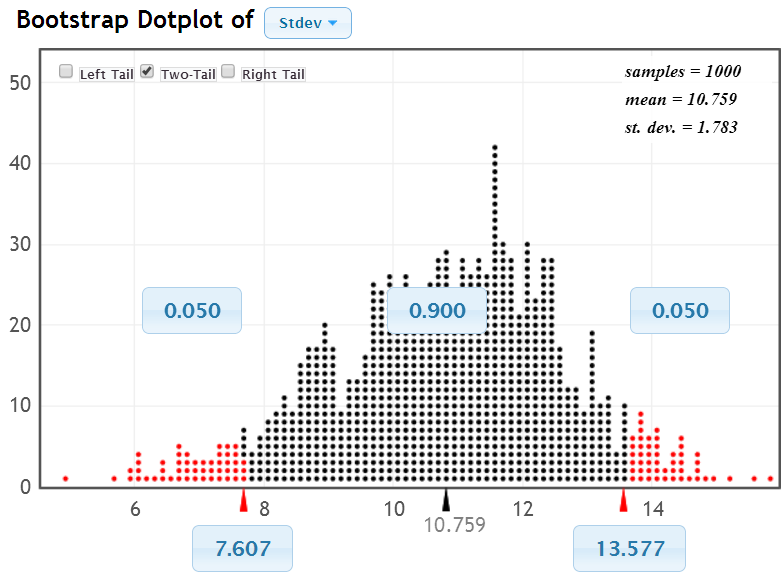 Bootstrap Dotplot of Stdev
Left Tail Two-Tail Right Tail
samples = 1000
mean = 10.759
st. dev. = 1.783
50
40
30
20
10
0
0.050 0.900 0.050
6 8 10 12 14
10.759
7.607 13.577